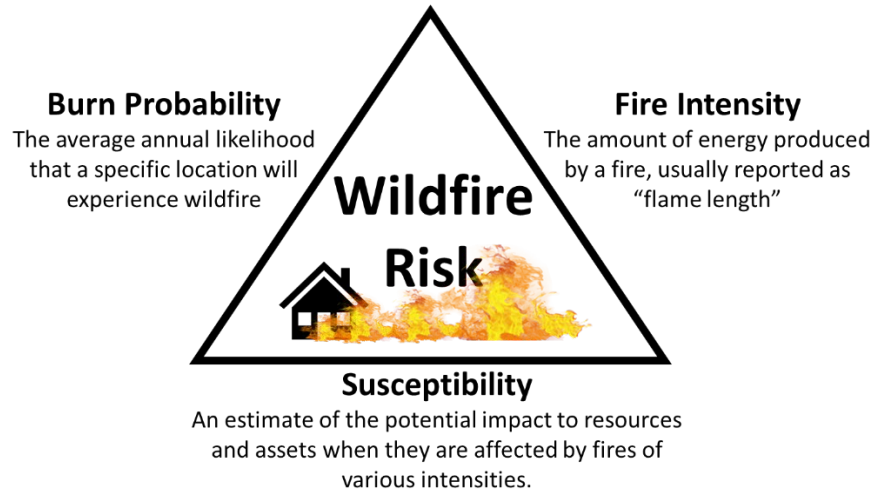 Burn Probability
The average annual likelihood
that a specific location will
experience wildfire
Fire Intensity
The amount of energy produced
by a fire, usually reported as
“flame length”
Wildfire
Risk
Susceptibility
An estimate of the potential impact to resources
and assets when they are affected by fires of
various intensities.